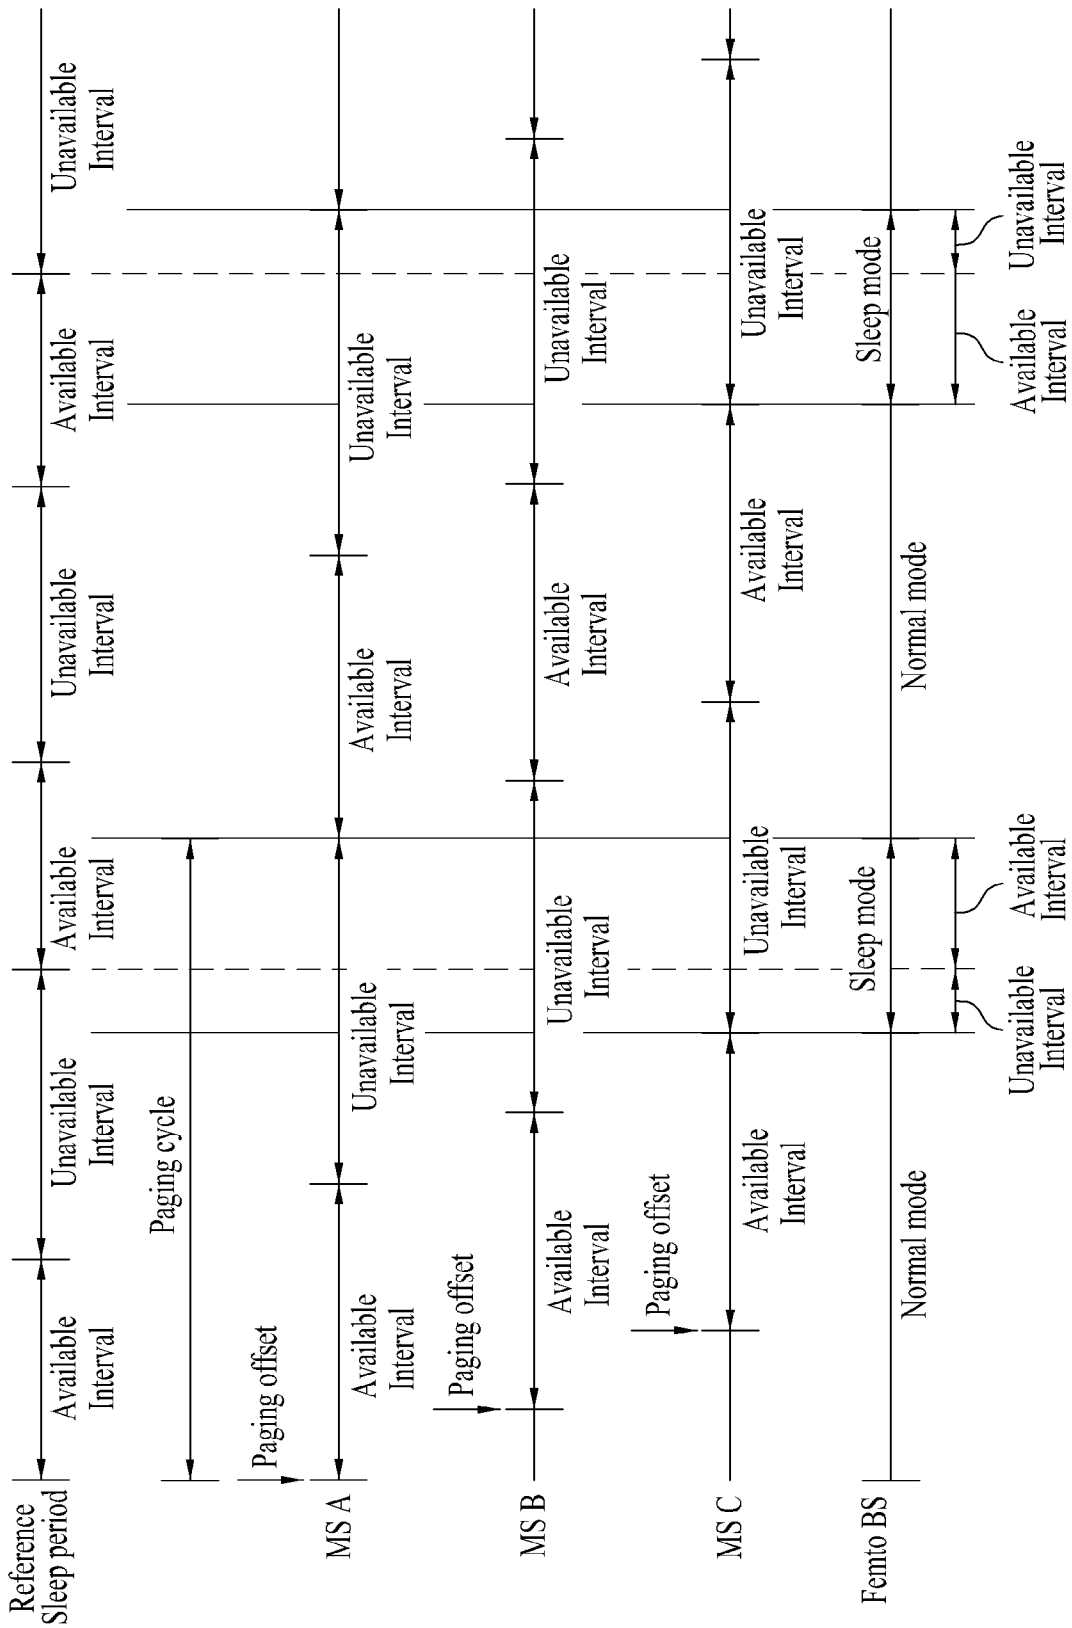 Reference
Sleep period
Available
Interval
Unavailable
Interval
Available
Interval
Unavailable
Interval
Available
Interval
Unavailable
Interval
Paging cycle
Paging offset
MS A
Available
Interval
Unavailable
Interval
Available
Interval
Unavailable
Interval
Paging offset
MS B
Available
Interval
Unavailable
Interval
Available
Interval
Unavailable
Interval
Paging offset
MS C
Available
Interval
Unavailable
Interval
Available
Interval
Unavailable
Interval
Femto BS
Normal mode
Sleep mode
Normal mode
Sleep mode
Unavailable
Interval
Available
Interval
Available
Interval
Unavailable
Interval